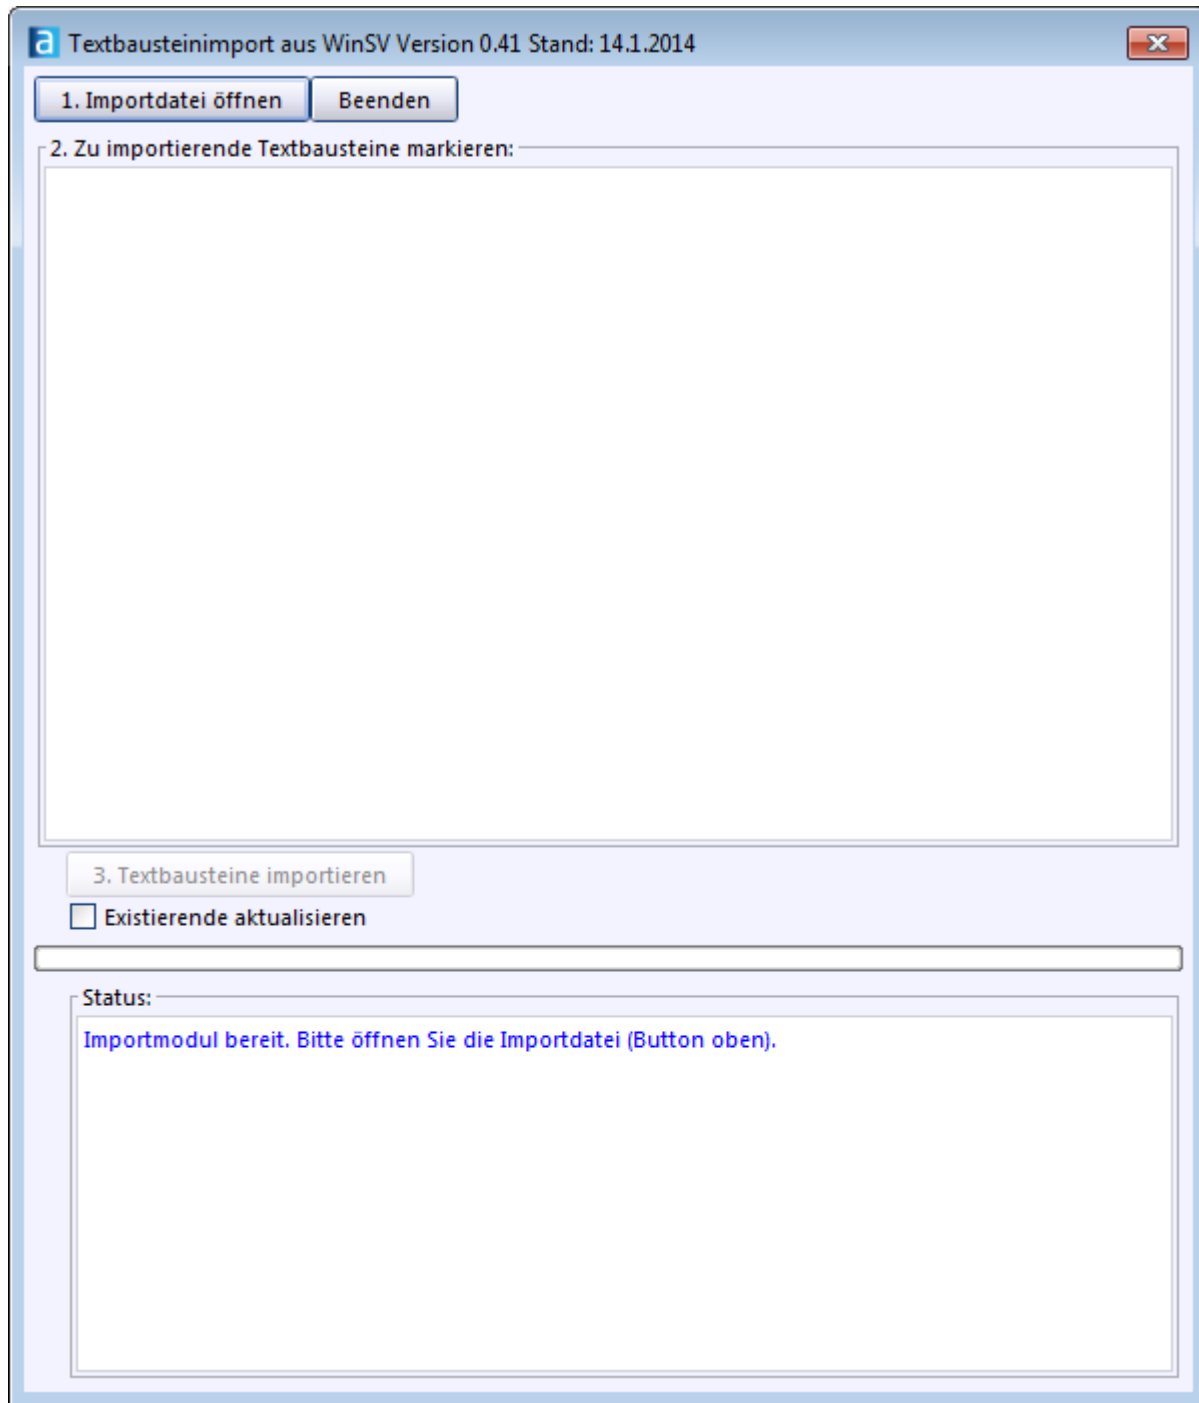 a Textbausteinimport aus WinSV Version 0.41 Stand: 14.1.2014
1. Importdatei öffnen Beenden
2. Zu importierende Textbausteine markieren:
3. Textbausteine importieren
Existierende aktualisieren
Status:
Importmodul bereit. Bitte öffnen Sie die Importdatei (Button oben).